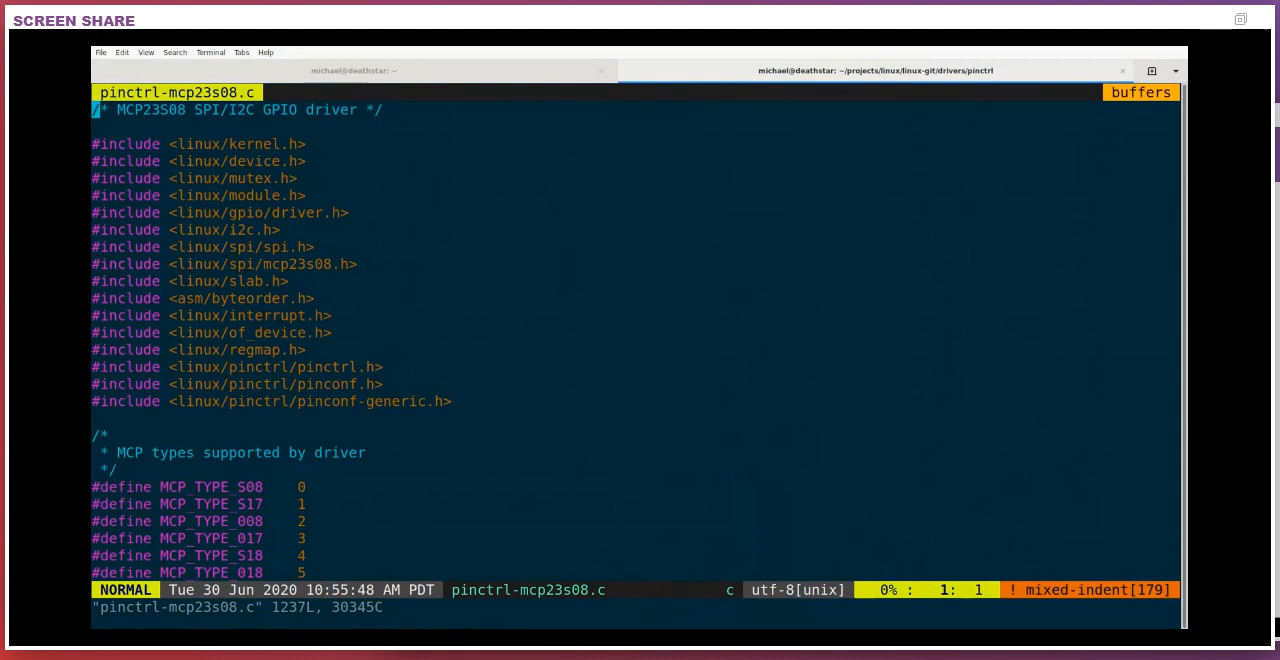 SCREEN SHARE
File Edit View Search Terminal Tabs Help
michael@deathstar: ~ × michael@deathstar: ~/projects/linux/linux-git/drivers/pinctrl ×
pinctrl-mcp23s08.c buffers
/* MCP23S08 SPI/I2C GPIO driver */
#include <linux/kernel.h>
#include <linux/device.h>
#include <linux/mutex.h>
#include <linux/module.h>
#include <linux/gpio/driver.h>
#include <linux/i2c.h>
#include <linux/spi/spi.h>
#include <linux/spi/mcp23s08.h>
#include <linux/slab.h>
#include <asm/byteorder.h>
#include <linux/interrupt.h>
#include <linux/of_device.h>
#include <linux/regmap.h>
#include <linux/pinctrl/pinctrl.h>
#include <linux/pinctrl/pinconf.h>
#include <linux/pinctrl/pinconf-generic.h>
/*
 * MCP types supported by driver
 */
#define MCP_TYPE_S08    0
#define MCP_TYPE_S17    1
#define MCP_TYPE_008    2
#define MCP_TYPE_017    3
#define MCP_TYPE_S18    4
#define MCP_TYPE_018    5
NORMAL Tue 30 Jun 2020 10:55:48 AM PDT pinctrl-mcp23s08.c c utf-8[unix] 0% : 1: 1 ! mixed-indent[179]
"pinctrl-mcp23s08.c" 1237L, 30345C